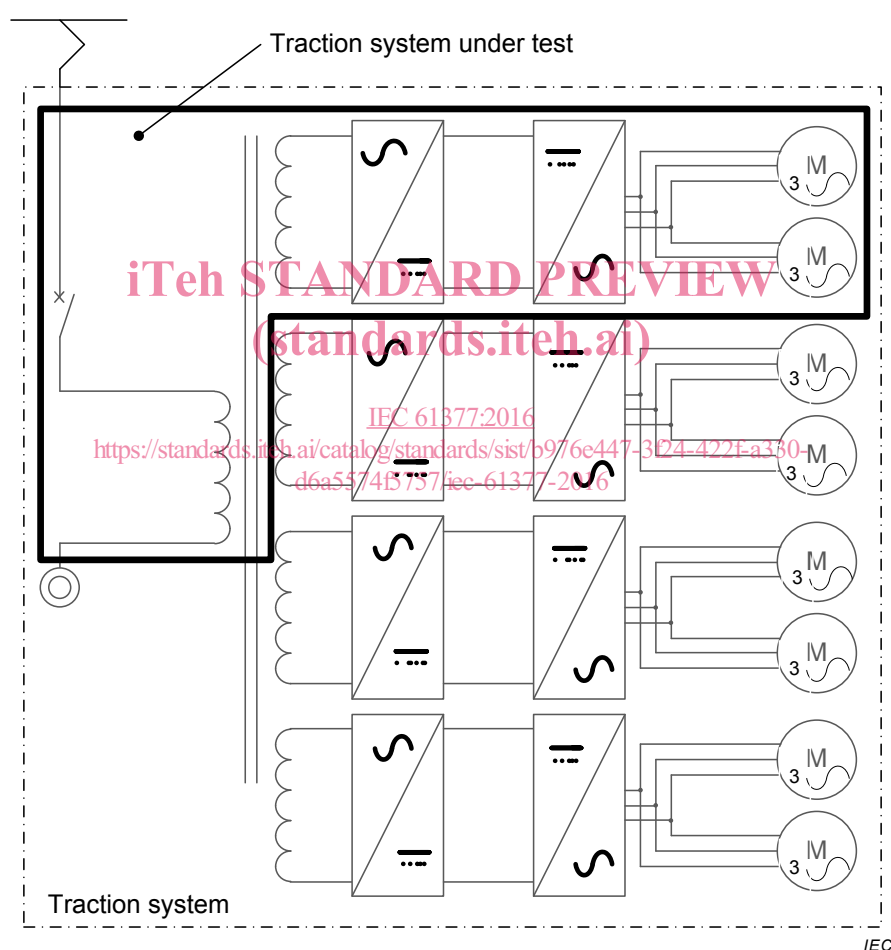 Traction system under test
M
3
M
3
iTeh STANDARD PREVIEW
(standards.iteh.ai)
M
3
IEC 61377:2016
https://standards.iteh.ai/catalog/standards/sist/b976e447-3f24-422f-a330-
d6a5574f5757/iec-61377-2016
M
3
M
3
M
3
M
3
M
3
Traction system
IEC